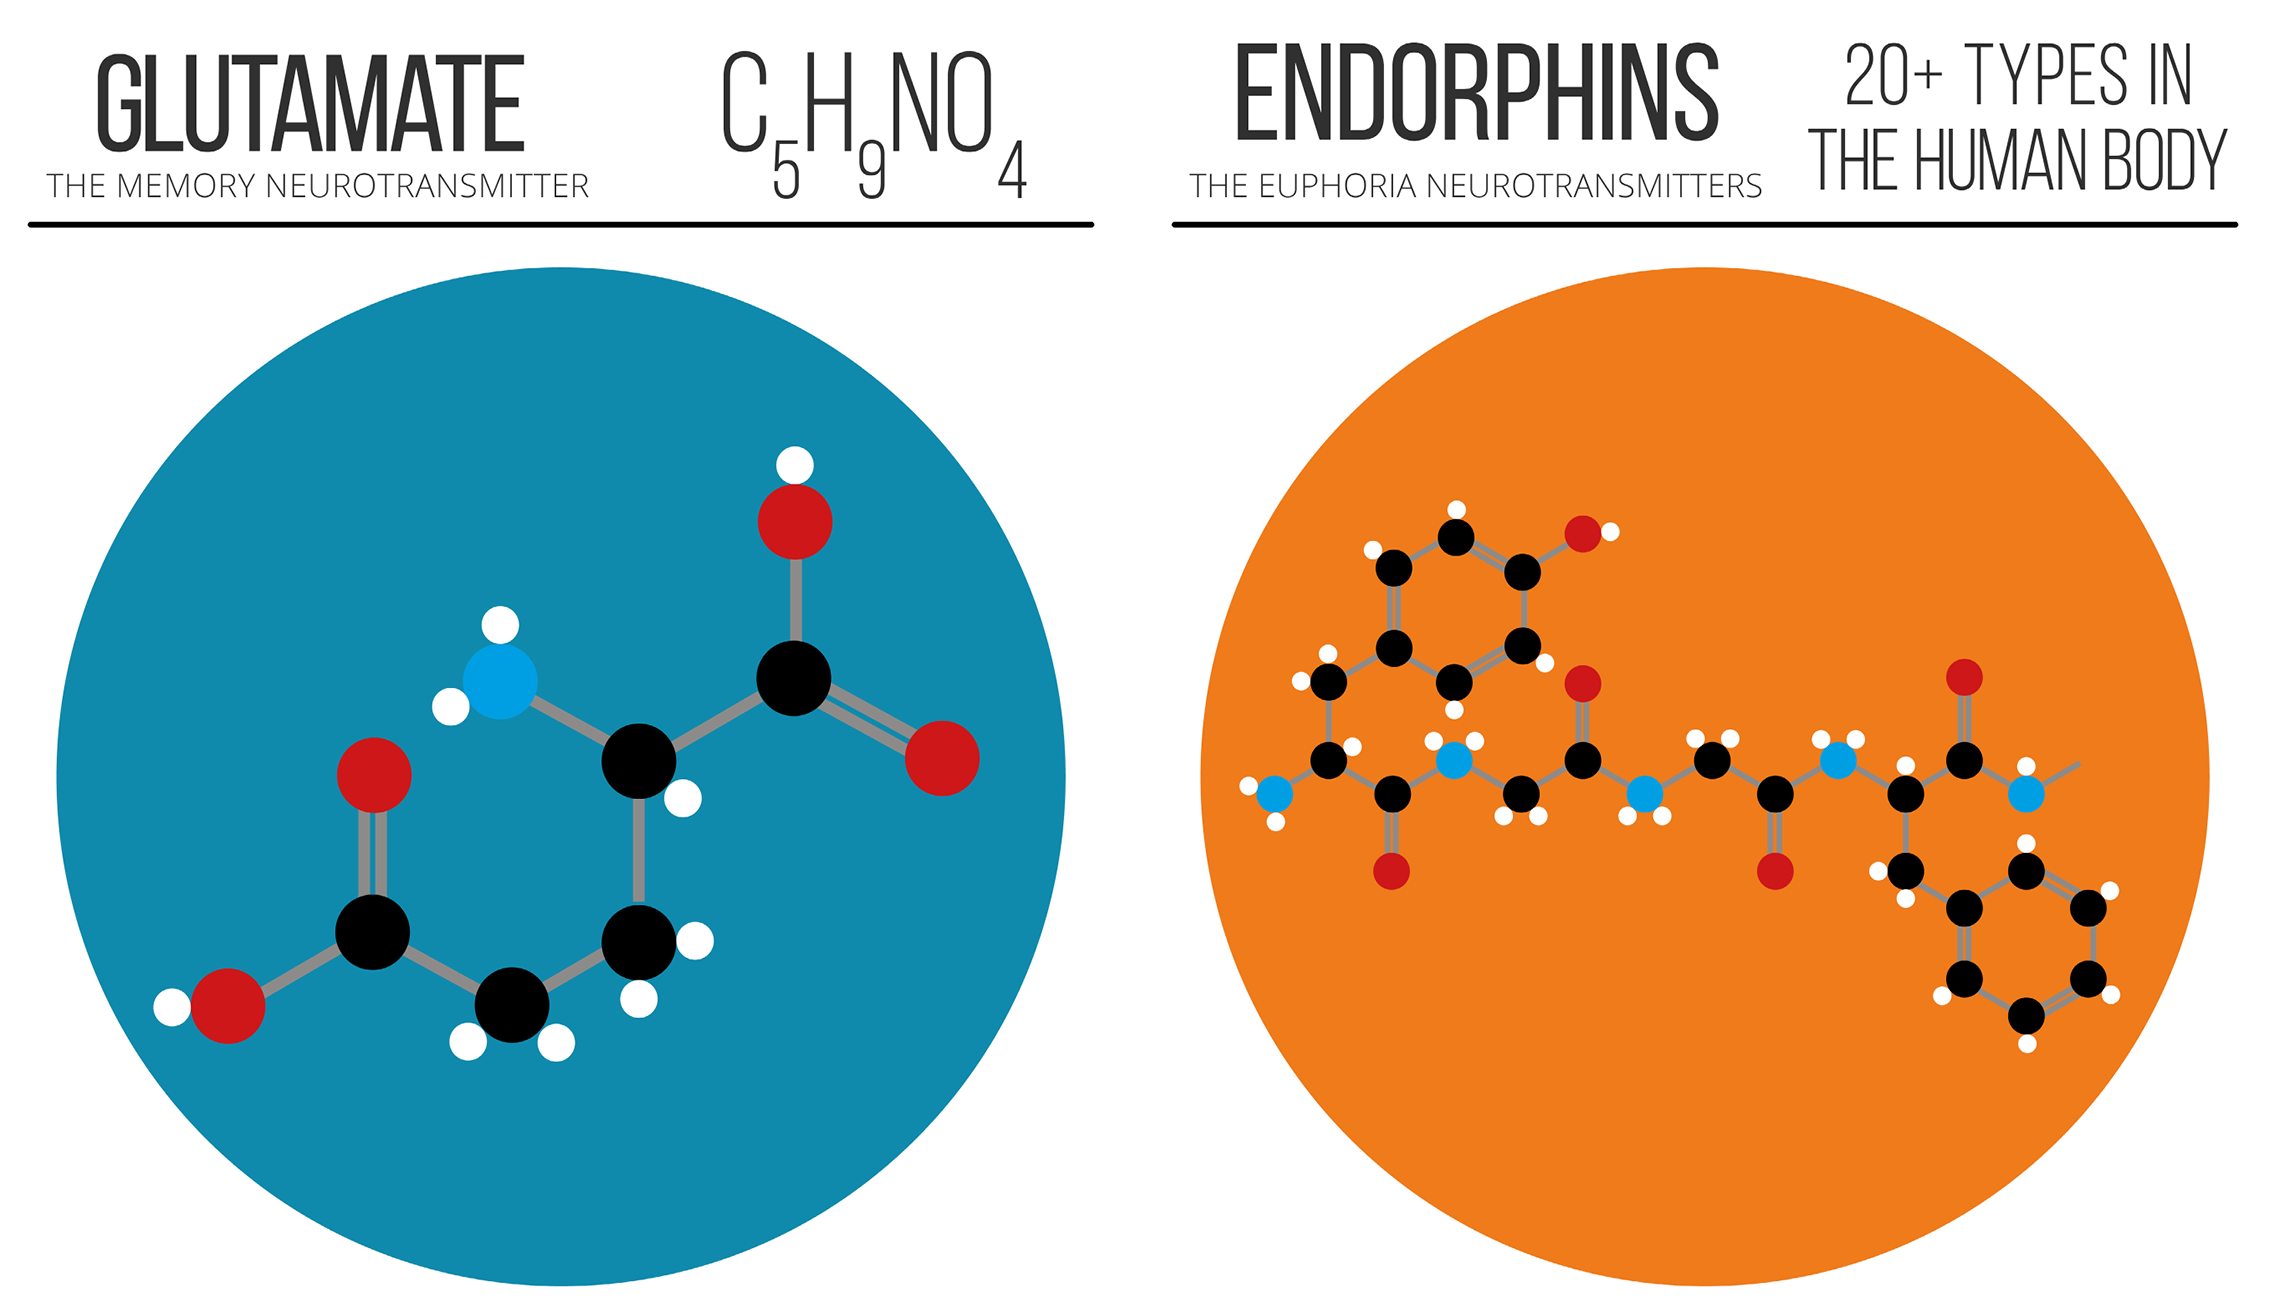 GLUTAMATE
THE MEMORY NEUROTRANSMITTER
C5H9NO4
ENDORPHINS
THE EUPHORIA NEUROTRANSMITTERS
20+ TYPES IN
THE HUMAN BODY